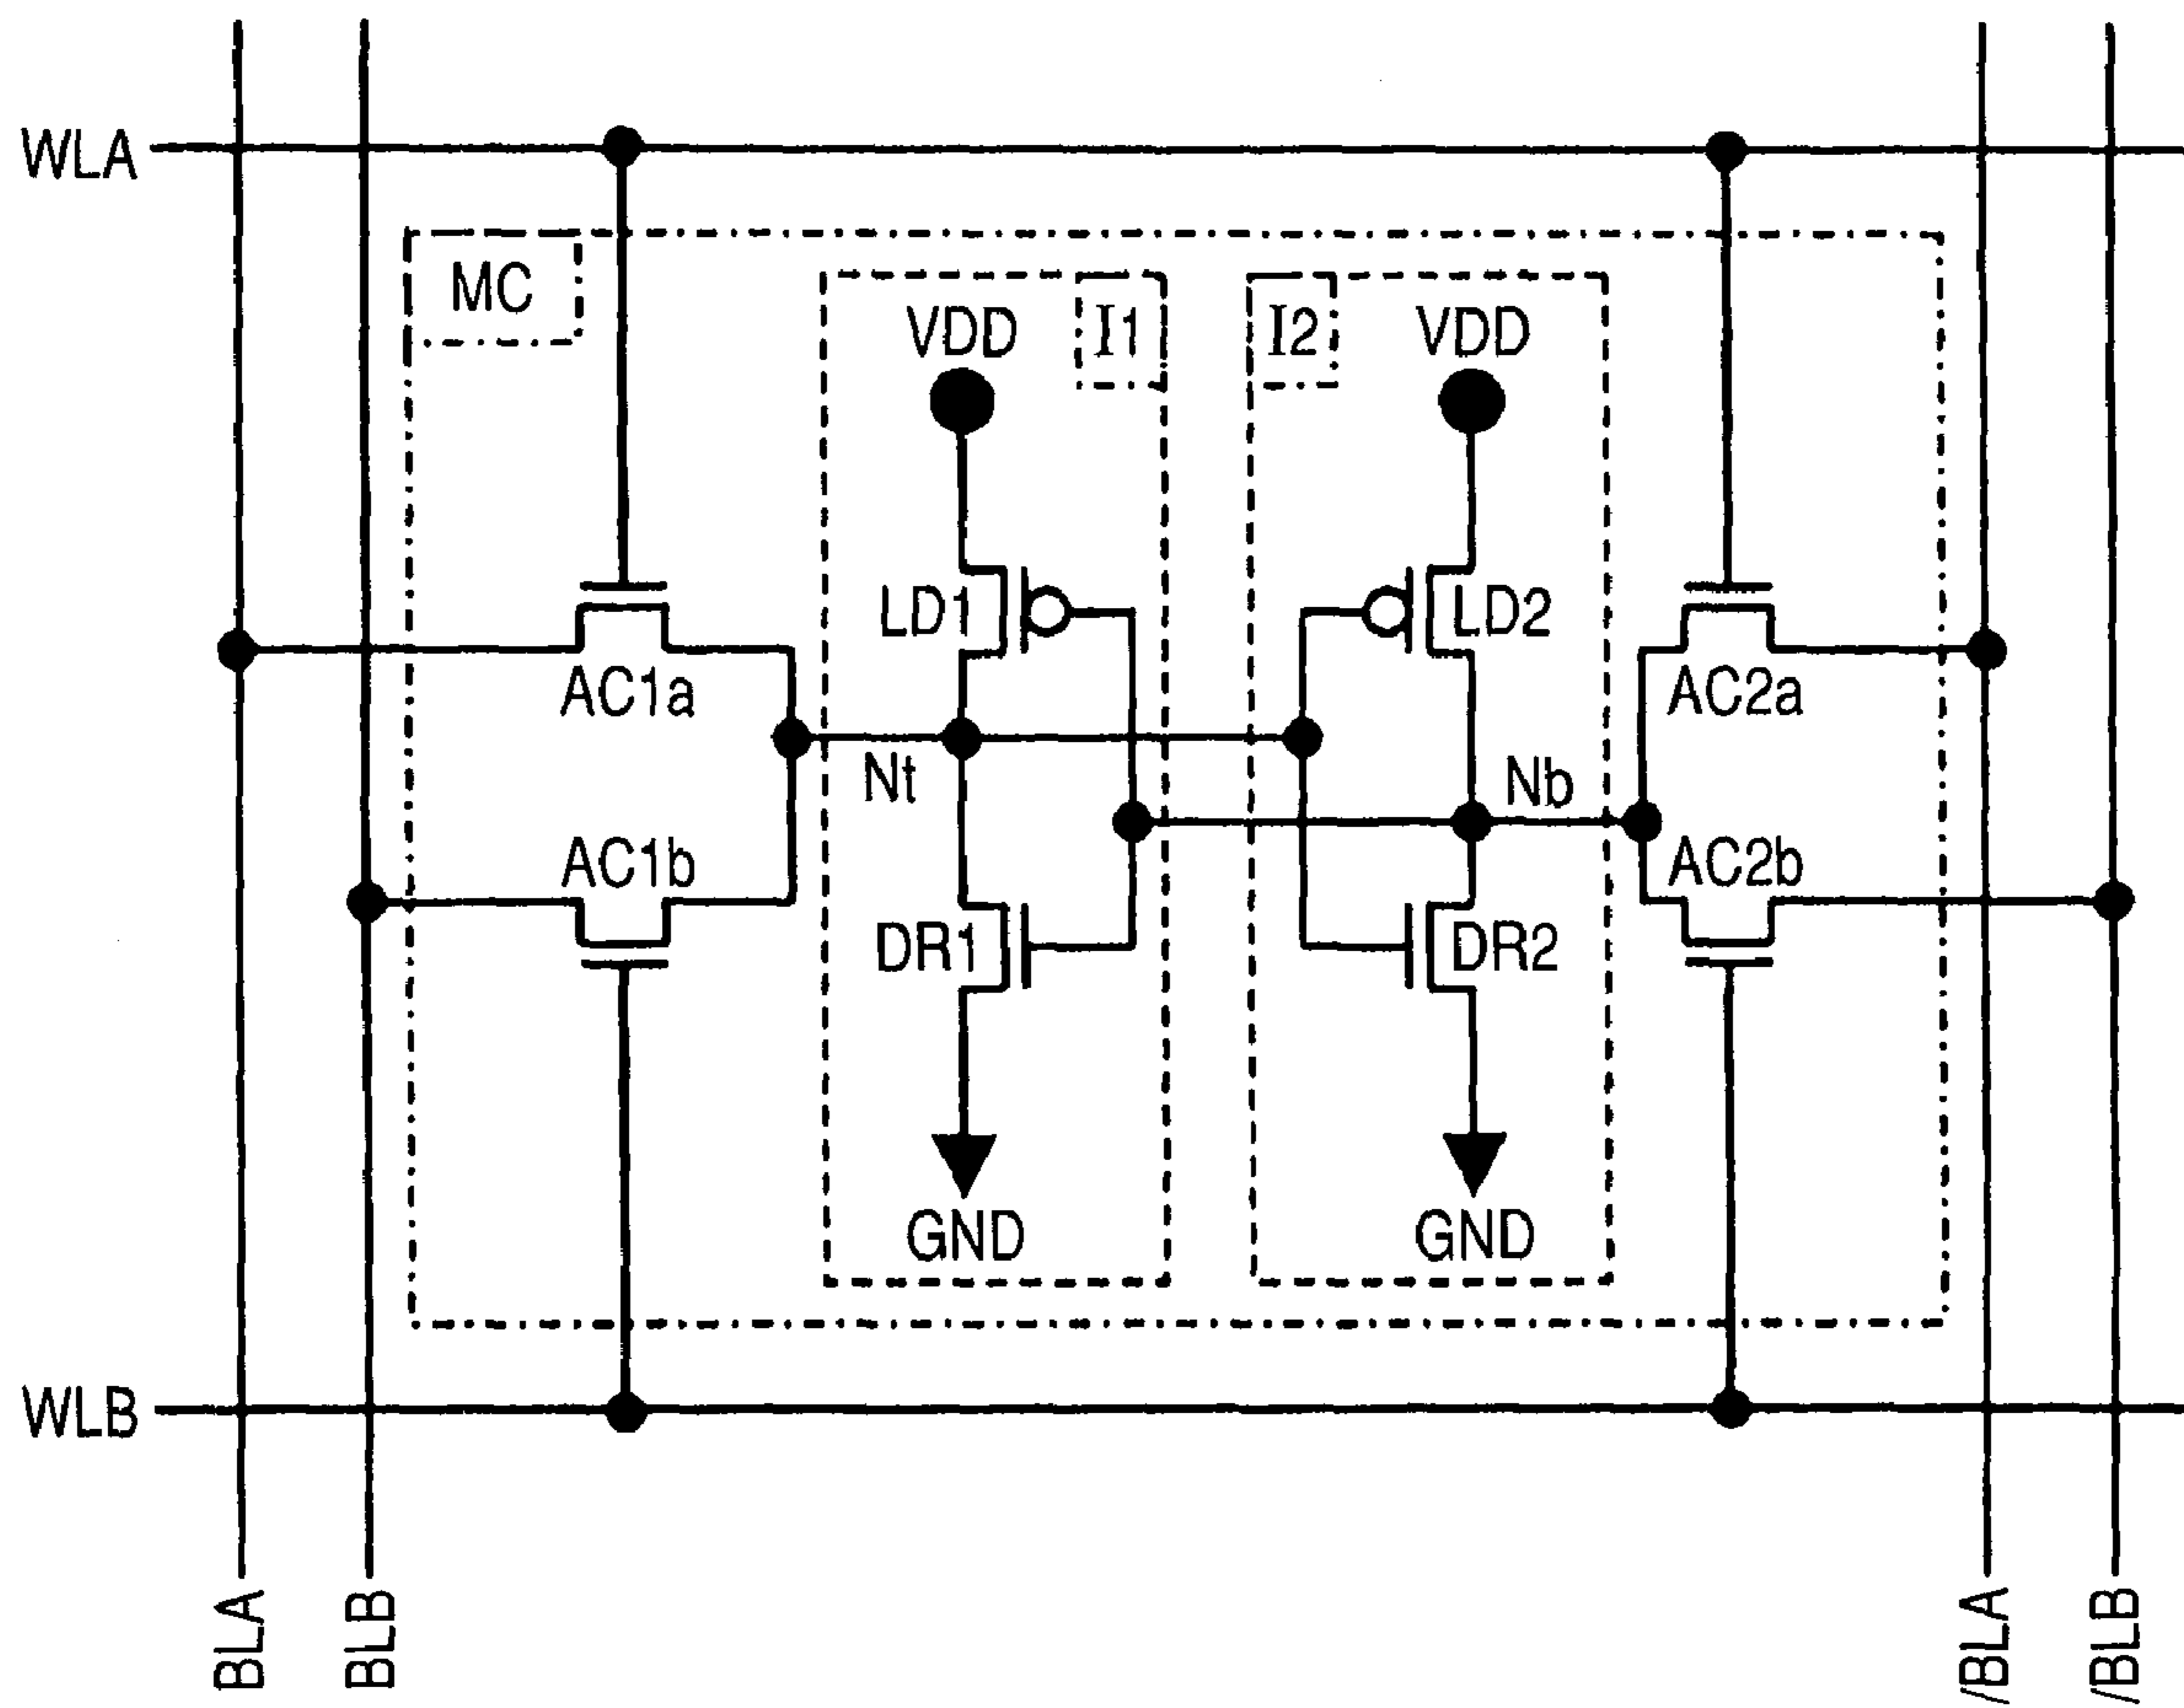 WLA
MC
VDD
I1
I2
VDD
LD1
LD2
AC1a
AC2a
Nt
Nb
AC1b
AC2b
DR1
DR2
GND
GND
WLB
BLA
BLB
/BLA
/BLB